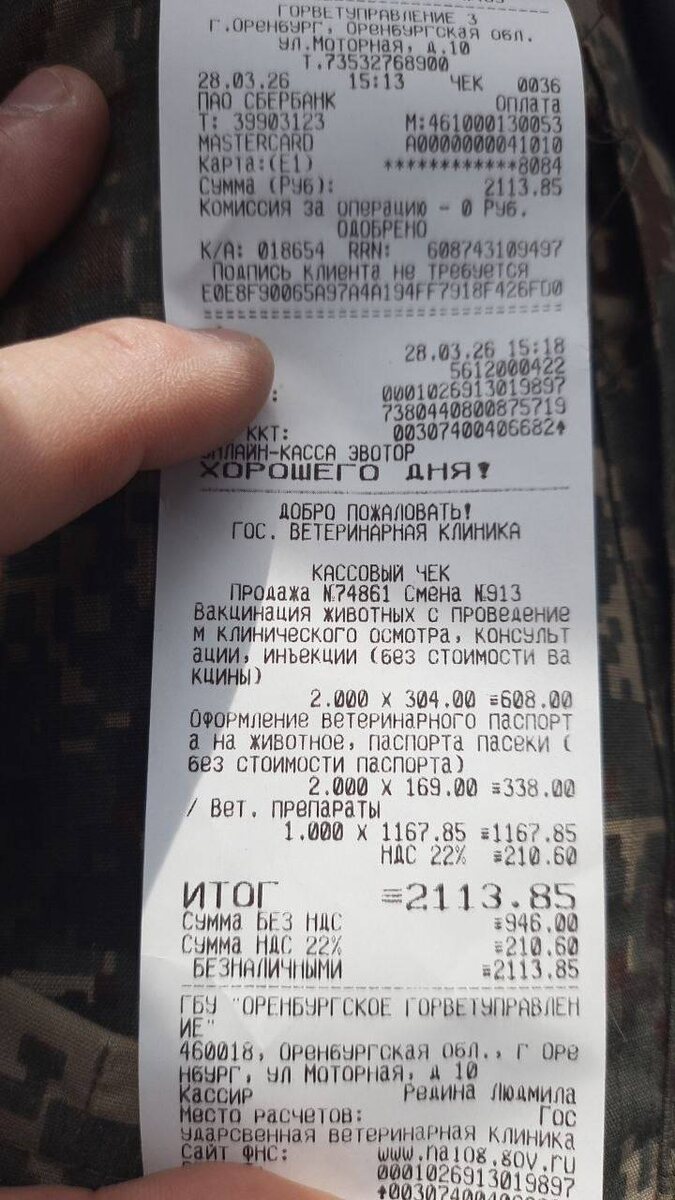 ГОРВЕТУПРАВЛЕНИЕ 3
Г.ОРЕНБУРГ, ОРЕНБУРГСКАЯ ОБЛ.
УЛ.МОТОРНАЯ, Д.10
Т.73532768900
28.03.26 15:13 ЧЕК 0036
ПАО СБЕРБАНК Оплата
Т: 39903123 М:461000130053
MASTERCARD A0000000041010
Карта:(E1) ************8084
Сумма (Руб): 2113.85
Комиссия за операцию - 0 Руб.
ОДОБРЕНО
К/А: 018654 RRN: 608743109497
Подпись клиента не требуется
E0E8F90065A97A4A194FF7918F426FD0
================================
28.03.26 15:18
5612000422
: 0001026913019897
7380440800875719
ККТ: 00307400406682↑
ОНЛАЙН-КАССА ЭВОТОР
ХОРОШЕГО ДНЯ!
ДОБРО ПОЖАЛОВАТЬ!
ГОС. ВЕТЕРИНАРНАЯ КЛИНИКА
КАССОВЫЙ ЧЕК
Продажа №74861 Смена №913
Вакцинация животных с проведение
м клинического осмотра, консульт
ации, инъекции (без стоимости ва
кцины)
2.000 X 304.00 =608.00
Оформление ветеринарного паспорт
а на животное, паспорта пасеки (
без стоимости паспорта)
2.000 X 169.00 =338.00
/ Вет. препараты
1.000 X 1167.85 =1167.85
НДС 22% =210.60
ИТОГ =2113.85
СУММА БЕЗ НДС =946.00
СУММА НДС 22% =210.60
БЕЗНАЛИЧНЫМИ =2113.85
ГБУ "ОРЕНБУРГСКОЕ ГОРВЕТУПРАВЛЕН
ИЕ"
460018, Оренбургская Обл., г Оре
нбург, ул Моторная, д 10
Кассир Редина Людмила
Место расчетов: Гос
ударсвенная ветеринарная клиника
Сайт ФНС: www.nalog.gov.ru
0001026913019897